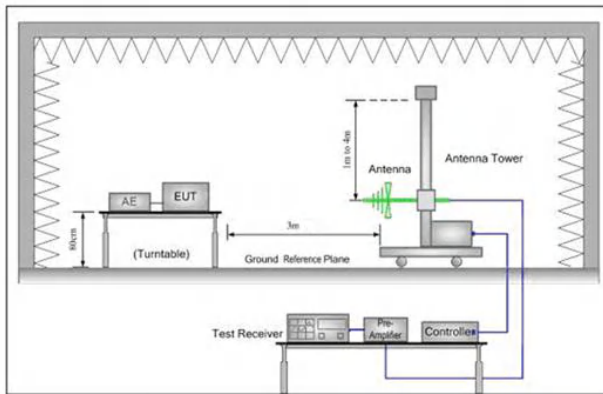 1m to 4m
Antenna
Antenna Tower
AE
EUT
80cm
(Turntable)
3m
Ground Reference Plane
Test Receiver
Pre-
Amplifier
Controller